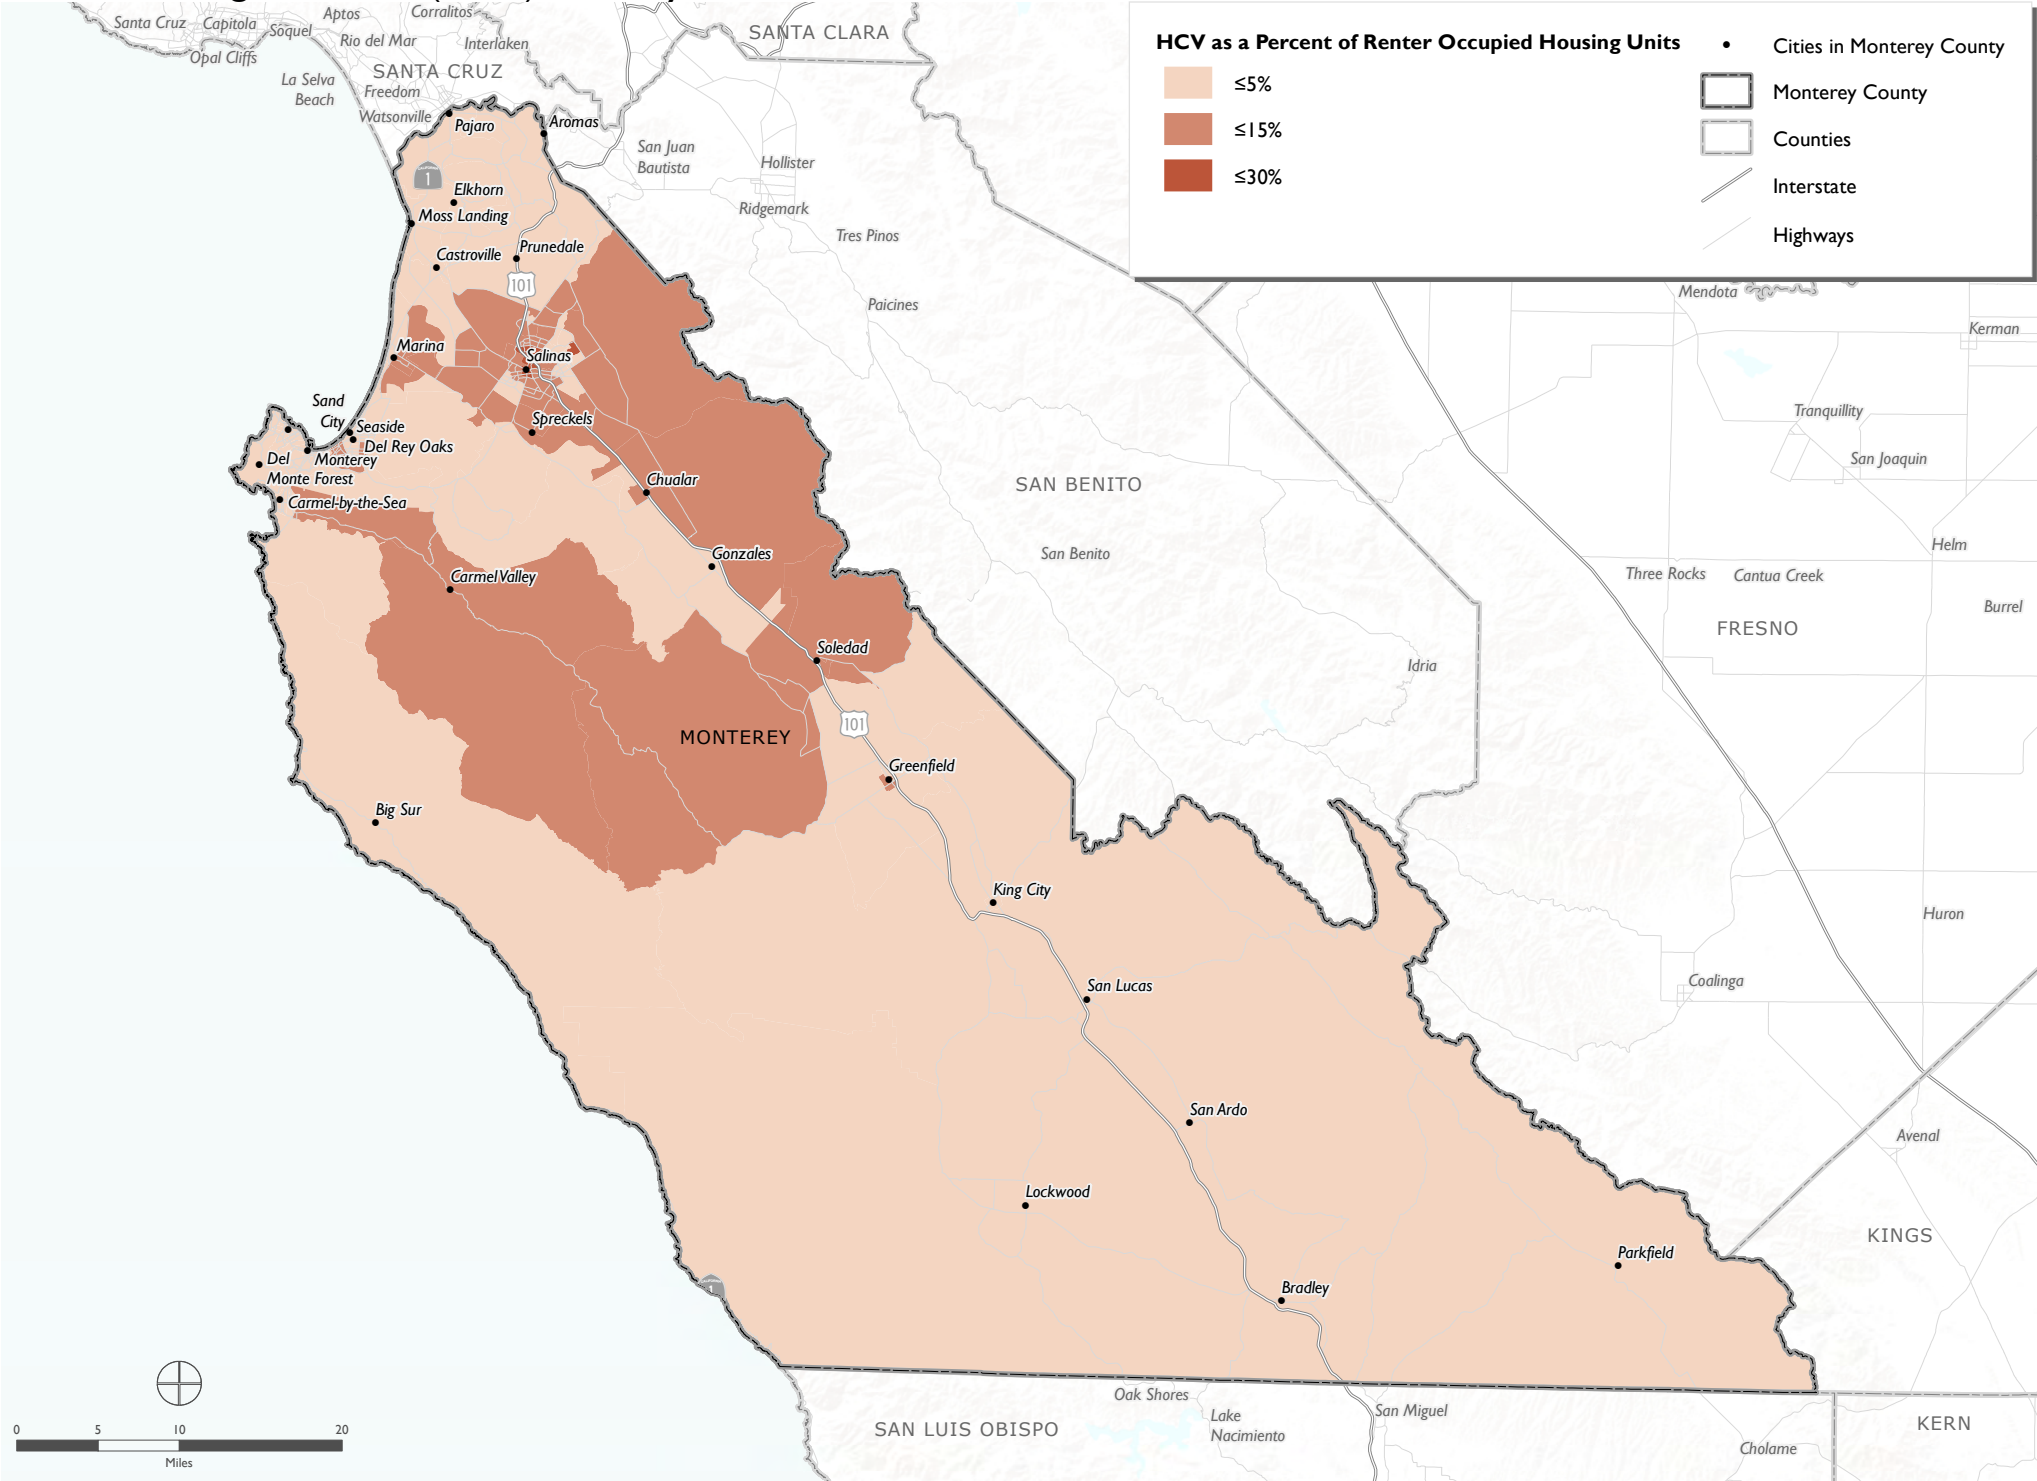 HCV as a Percent of Renter Occupied Housing Units
≤5%
≤15%
≤30%
Cities in Monterey County
Monterey County
Counties
Interstate
Highways
Santa Cruz
Capitola
Soquel
Aptos
Corralitos
Rio del Mar
Interlaken
Opal Cliffs
SANTA CRUZ
La Selva
Beach
Freedom
Watsonville
SANTA CLARA
Pajaro
Aromas
San Juan
Bautista
Hollister
Ridgemark
Tres Pinos
Paicines
CALIFORNIA
1
Elkhorn
Moss Landing
Castroville
Prunedale
101
Marina
Salinas
Sand
City
Seaside
Del Rey Oaks
Monterey
Del
Monte Forest
Carmel-by-the-Sea
Spreckels
Chualar
Gonzales
Carmel Valley
Soledad
MONTEREY
101
Greenfield
Big Sur
King City
San Lucas
San Ardo
Lockwood
Parkfield
Bradley
CALIFORNIA
1
SAN BENITO
San Benito
Idria
Mendota
Kerman
Tranquillity
San Joaquin
Helm
Three Rocks
Cantua Creek
Burrel
FRESNO
Huron
Coalinga
Avenal
KINGS
KERN
Oak Shores
Lake
Nacimiento
San Miguel
Cholame
SAN LUIS OBISPO
0 5 10 20
Miles